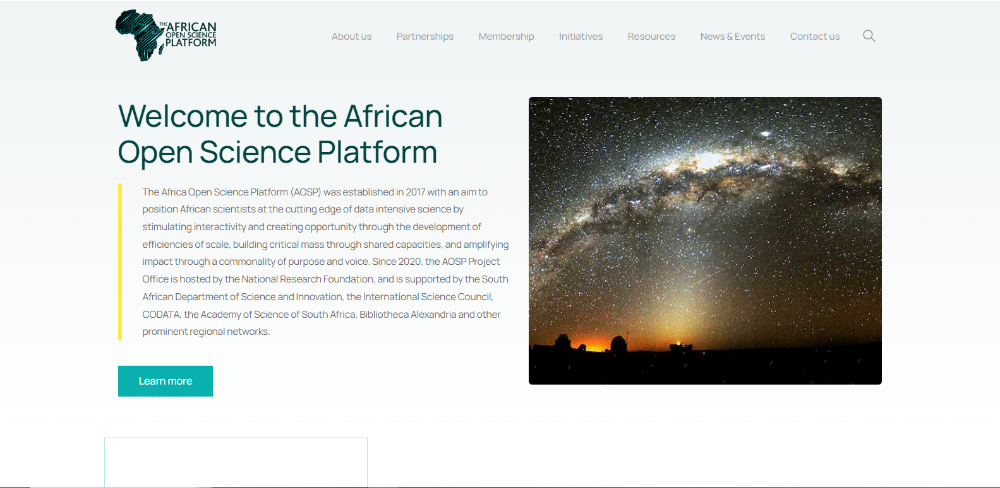 THE AFRICAN
OPEN SCIENCE
PLATFORM
About us Partnerships Membership Initiatives Resources News & Events Contact us
Welcome to the African
Open Science Platform
The Africa Open Science Platform (AOSP) was established in 2017 with an aim to
position African scientists at the cutting edge of data intensive science by
stimulating interactivity and creating opportunity through the development of
efficiencies of scale, building critical mass through shared capacities, and amplifying
impact through a commonality of purpose and voice. Since 2020, the AOSP Project
Office is hosted by the National Research Foundation, and is supported by the South
African Department of Science and Innovation, the International Science Council,
CODATA, the Academy of Science of South Africa, Bibliotheca Alexandria and other
prominent regional networks.
Learn more